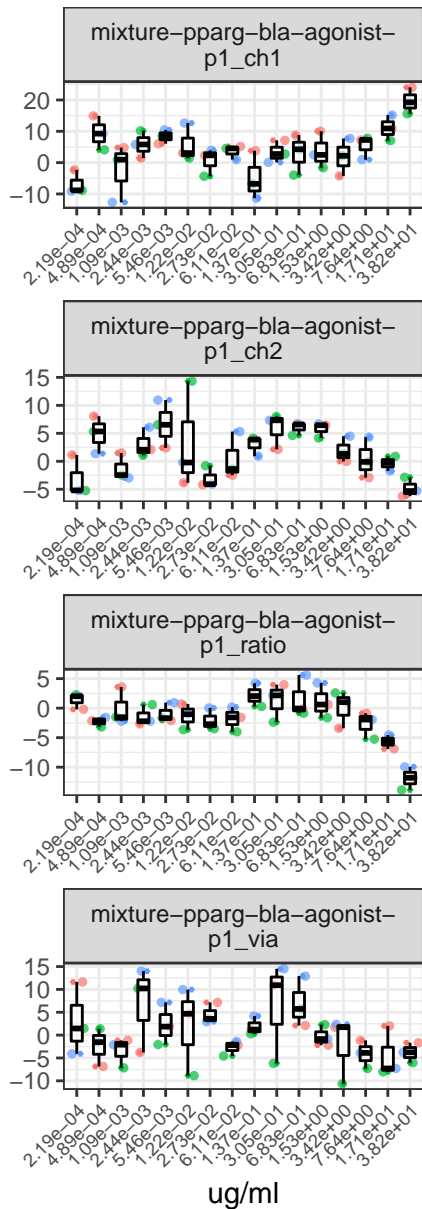 mixture−pparg−bla−agonist−
p1_ch1
20
10
0
−10
2.19e−04
4.89e−04
1.09e−03
2.44e−03
5.46e−03
1.22e−02
2.73e−02
6.11e−02
1.37e−01
3.05e−01
6.83e−01
1.53e+00
3.42e+00
7.64e+00
1.71e+01
3.82e+01
mixture−pparg−bla−agonist−
p1_ch2
15
10
5
0
−5
2.19e−04
4.89e−04
1.09e−03
2.44e−03
5.46e−03
1.22e−02
2.73e−02
6.11e−02
1.37e−01
3.05e−01
6.83e−01
1.53e+00
3.42e+00
7.64e+00
1.71e+01
3.82e+01
mixture−pparg−bla−agonist−
p1_ratio
5
0
−5
−10
2.19e−04
4.89e−04
1.09e−03
2.44e−03
5.46e−03
1.22e−02
2.73e−02
6.11e−02
1.37e−01
3.05e−01
6.83e−01
1.53e+00
3.42e+00
7.64e+00
1.71e+01
3.82e+01
mixture−pparg−bla−agonist−
p1_via
15
10
5
0
−5
−10
2.19e−04
4.89e−04
1.09e−03
2.44e−03
5.46e−03
1.22e−02
2.73e−02
6.11e−02
1.37e−01
3.05e−01
6.83e−01
1.53e+00
3.42e+00
7.64e+00
1.71e+01
3.82e+01
ug/ml